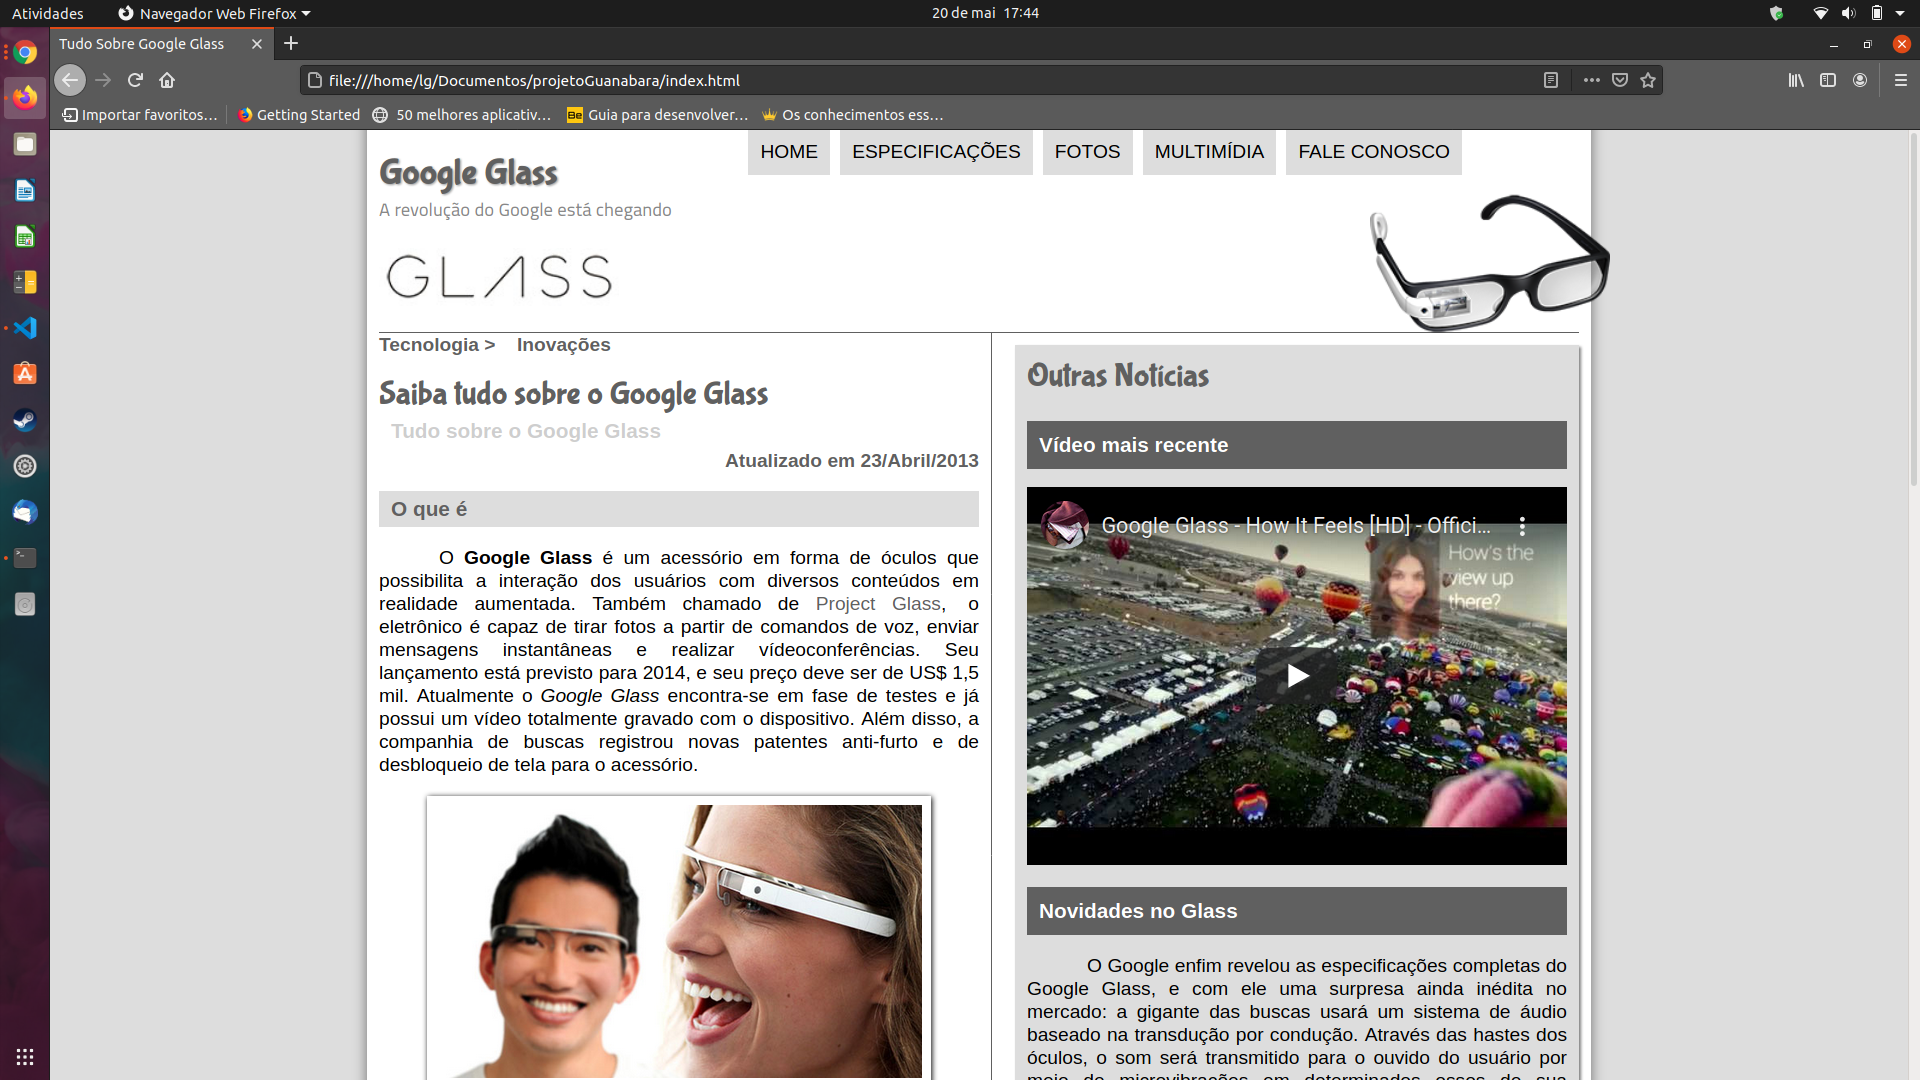 Atividades
Navegador Web Firefox
20 de mai 17:44
Tudo Sobre Google Glass
file:///home/lg/Documentos/projetoGuanabara/index.html
Importar favoritos…
Getting Started
50 melhores aplicativ…
Be Guia para desenvolver…
Os conhecimentos ess…
HOME
ESPECIFICAÇÕES
FOTOS
MULTIMÍDIA
FALE CONOSCO
Google Glass
A revolução do Google está chegando
GLASS
Tecnologia > Inovações
Saiba tudo sobre o Google Glass
Tudo sobre o Google Glass
Atualizado em 23/Abril/2013
O que é
O Google Glass é um acessório em forma de óculos que
possibilita a interação dos usuários com diversos conteúdos em
realidade aumentada. Também chamado de Project Glass, o
eletrônico é capaz de tirar fotos a partir de comandos de voz, enviar
mensagens instantâneas e realizar vídeoconferências. Seu
lançamento está previsto para 2014, e seu preço deve ser de US$ 1,5
mil. Atualmente o Google Glass encontra-se em fase de testes e já
possui um vídeo totalmente gravado com o dispositivo. Além disso, a
companhia de buscas registrou novas patentes anti-furto e de
desbloqueio de tela para o acessório.
Outras Notícias
Vídeo mais recente
Google Glass - How It Feels [HD] - Offici...
How's the
view up
there?
Novidades no Glass
O Google enfim revelou as especificações completas do
Google Glass, e com ele uma surpresa ainda inédita no
mercado: a gigante das buscas usará um sistema de áudio
baseado na transdução por condução. Através das hastes dos
óculos, o som será transmitido para o ouvido do usuário por
meio de microvibrações em determinados ossos de sua